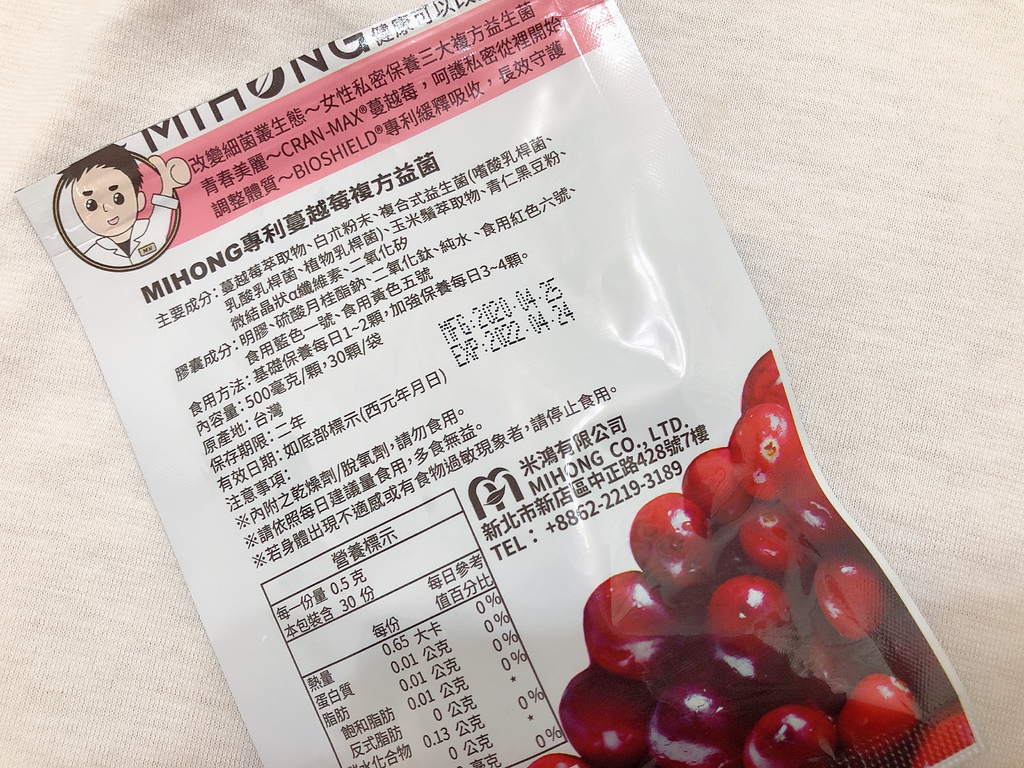 MIHONG 健康可以改
改變細菌叢生態～女性私密保養三大複方益生菌
青春美麗～CRAN-MAX®蔓越莓，呵護私密從裡開始
調整體質～BIOSHIELD®專利緩釋吸收，長效守護
MIHONG專利蔓越莓複方益菌
主要成分：蔓越莓萃取物、白朮粉末、複合式益生菌(嗜酸乳桿菌、
乳酸乳桿菌、植物乳桿菌)、玉米鬚萃取物、青仁黑豆粉、
微結晶狀α纖維素、二氧化矽
膠囊成分：明膠、硫酸月桂酯鈉、二氧化鈦、純水、食用紅色六號、
食用藍色一號、食用黃色五號
食用方法：基礎保養每日1~2顆，加強保養每日3~4顆。
內容量：500毫克/顆，30顆/袋
原產地：台灣
保存期限：二年
有效日期：如底部標示(西元年月日)
MFG:2020.04.25
EXP:2022.04.24
注意事項：
※內附之乾燥劑/脫氧劑，請勿食用。
※請依照每日建議量食用，多食無益。
※若身體出現不適感或有食物過敏現象者，請停止食用。
米鴻有限公司
MIHONG CO., LTD.
新北市新店區中正路428號7樓
TEL：+8862-2219-3189
營養標示
每一份量 0.5 克
本包裝含 30 份
每份 每日參考值百分比
熱量 0.65 大卡 0%
蛋白質 0.01 公克 0%
脂肪 0.01 公克 0%
飽和脂肪 0.01 公克 0%
反式脂肪 0 公克 *
碳水化合物 0.13 公克 0%
0 公克 *
毫克 0%